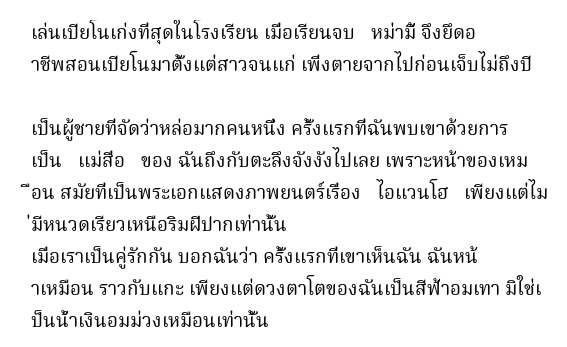 เล่นเปียโนเก่งที่สุดในโรงเรียน เมื่อเรียนจบ หม่ามี้ จึงยึดอ
าชีพสอนเปียโนมาตั้งแต่สาวจนแก่ เพิ่งตายจากไปก่อนเจ็บไม่ถึงปี
เป็นผู้ชายที่จัดว่าหล่อมากคนหนึ่ง ครั้งแรกที่ฉันพบเขาด้วยการ
เป็น แม่สื่อ ของ ฉันถึงกับตะลึงจังงังไปเลย เพราะหน้าของเหม
ือน สมัยที่เป็นพระเอกแสดงภาพยนตร์เรื่อง ไอแวนโฮ เพียงแต่ไม
่มีหนวดเรียวเหนือริมฝีปากเท่านั้น
เมื่อเราเป็นคู่รักกัน บอกฉันว่า ครั้งแรกที่เขาเห็นฉัน ฉันหน้
าเหมือน ราวกับแกะ เพียงแต่ดวงตาโตของฉันเป็นสีฟ้าอมเทา มิใช่เ
ป็นน้ำเงินอมม่วงเหมือนเท่านั้น